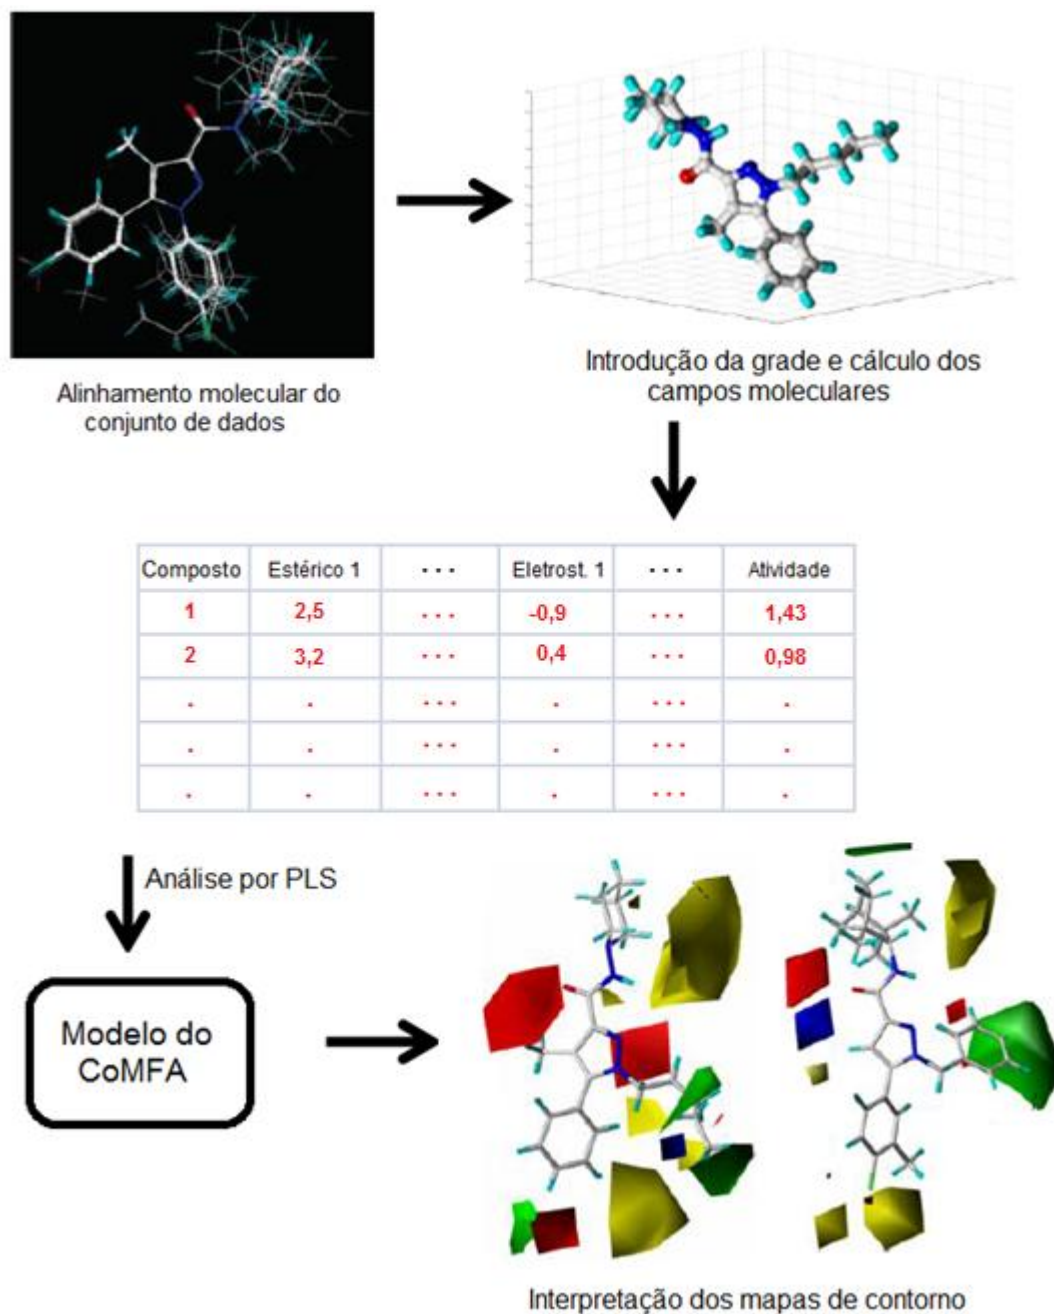 Alinhamento molecular do
conjunto de dados
Introdução da grade e cálculo dos
campos moleculares
Composto Estérico 1 ... Eletrost. 1 ... Atividade
1 2,5 ... -0,9 ... 1,43
2 3,2 ... 0,4 ... 0,98
. . ... . ... .
. . ... . ... .
. . ... . ... .
Análise por PLS
Modelo do
CoMFA
Interpretação dos mapas de contorno